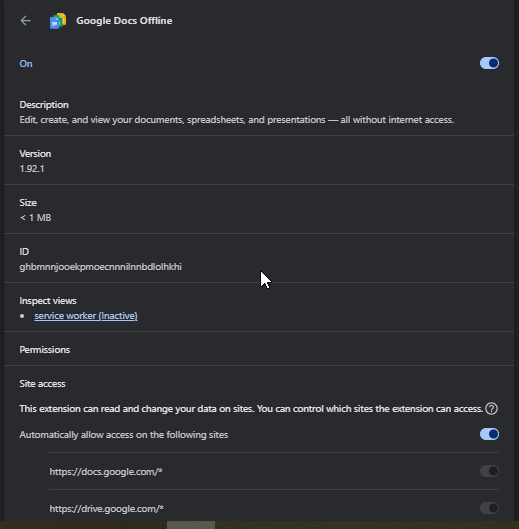 Google Docs Offline
On
Description
Edit, create, and view your documents, spreadsheets, and presentations — all without internet access.
Version
1.92.1
Size
< 1 MB
ID
ghbmnnjooekpmoecnnnilnnbdlolhkhi
Inspect views
service worker (Inactive)
Permissions
Site access
This extension can read and change your data on sites. You can control which sites the extension can access.
Automatically allow access on the following sites
https://docs.google.com/*
https://drive.google.com/*